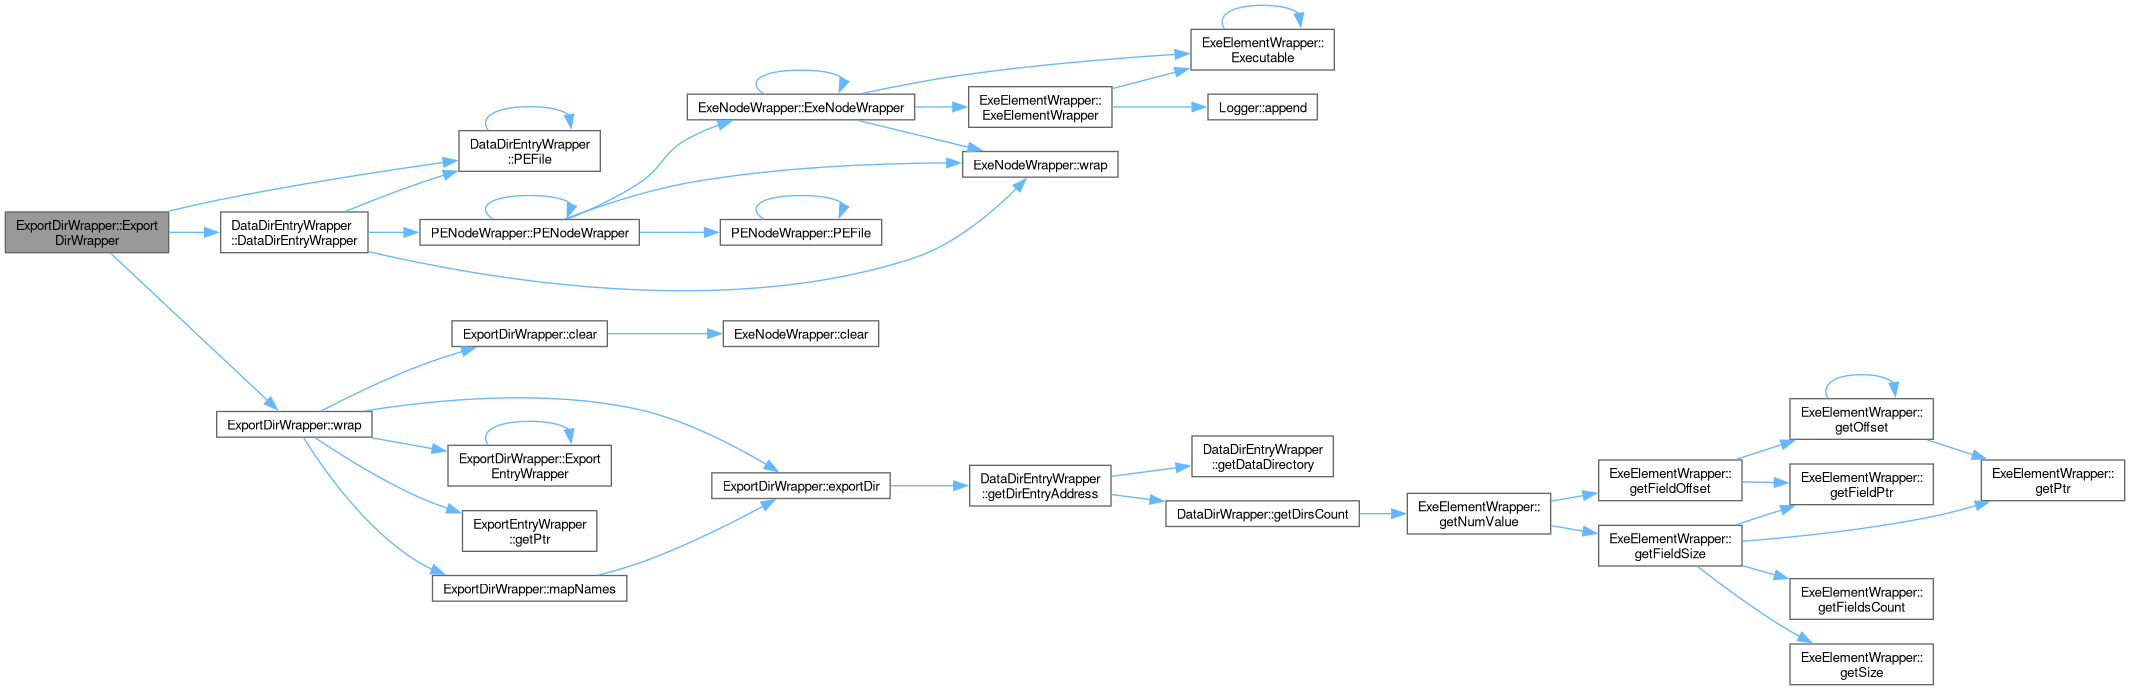 ExportDirWrapper::Export
DirWrapper
DataDirEntryWrapper
::PEFile
DataDirEntryWrapper
::DataDirEntryWrapper
PENodeWrapper::PENodeWrapper
ExeNodeWrapper::ExeNodeWrapper
ExeElementWrapper::
Executable
ExeElementWrapper::
ExeElementWrapper
Logger::append
ExeNodeWrapper::wrap
PENodeWrapper::PEFile
ExportDirWrapper::wrap
ExportDirWrapper::clear
ExeNodeWrapper::clear
ExportDirWrapper::Export
EntryWrapper
ExportEntryWrapper
::getPtr
ExportDirWrapper::mapNames
ExportDirWrapper::exportDir
DataDirEntryWrapper
::getDirEntryAddress
DataDirEntryWrapper
::getDataDirectory
DataDirWrapper::getDirsCount
ExeElementWrapper::
getNumValue
ExeElementWrapper::
getFieldOffset
ExeElementWrapper::
getFieldSize
ExeElementWrapper::
getOffset
ExeElementWrapper::
getFieldPtr
ExeElementWrapper::
getPtr
ExeElementWrapper::
getFieldsCount
ExeElementWrapper::
getSize